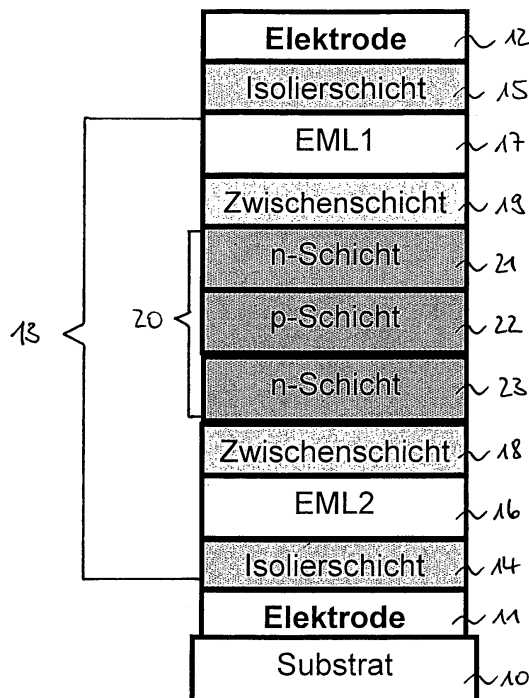 Elektrode 12
Isolierschicht 15
EML1 17
Zwischenschicht 19
n-Schicht 21
13 20 p-Schicht 22
n-Schicht 23
Zwischenschicht 18
EML2 16
Isolierschicht 14
Elektrode 11
Substrat 10